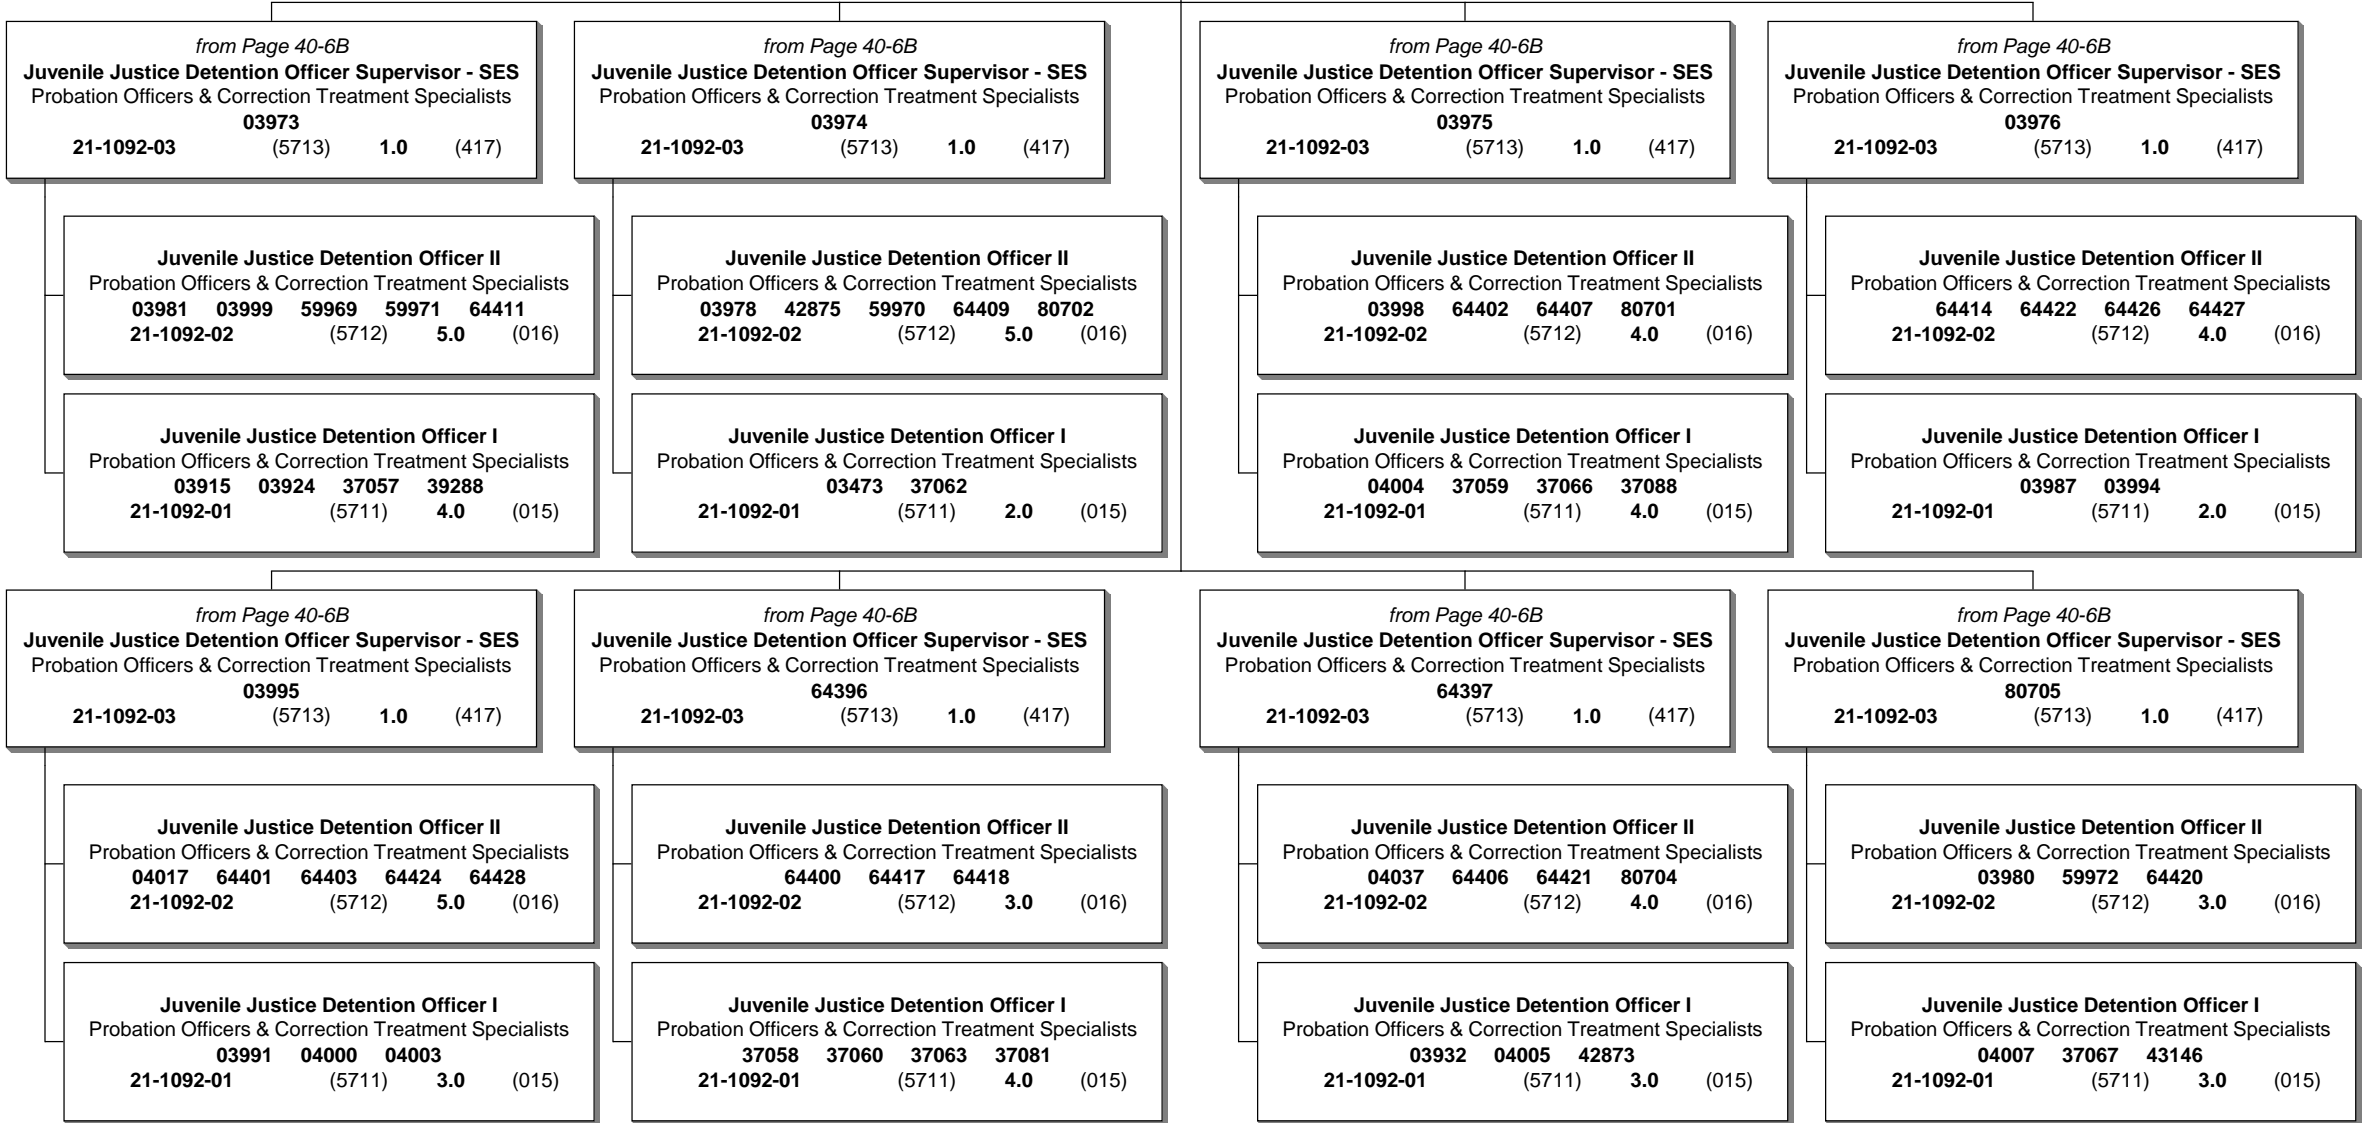 from Page 40-6B
Juvenile Justice Detention Officer Supervisor - SES
Probation Officers & Correction Treatment Specialists
03973
21-1092-03 (5713) 1.0 (417)
Juvenile Justice Detention Officer II
Probation Officers & Correction Treatment Specialists
03981 03999 59969 59971 64411
21-1092-02 (5712) 5.0 (016)
Juvenile Justice Detention Officer I
Probation Officers & Correction Treatment Specialists
03915 03924 37057 39288
21-1092-01 (5711) 4.0 (015)
from Page 40-6B
Juvenile Justice Detention Officer Supervisor - SES
Probation Officers & Correction Treatment Specialists
03974
21-1092-03 (5713) 1.0 (417)
Juvenile Justice Detention Officer II
Probation Officers & Correction Treatment Specialists
03978 42875 59970 64409 80702
21-1092-02 (5712) 5.0 (016)
Juvenile Justice Detention Officer I
Probation Officers & Correction Treatment Specialists
03473 37062
21-1092-01 (5711) 2.0 (015)
from Page 40-6B
Juvenile Justice Detention Officer Supervisor - SES
Probation Officers & Correction Treatment Specialists
03975
21-1092-03 (5713) 1.0 (417)
Juvenile Justice Detention Officer II
Probation Officers & Correction Treatment Specialists
03998 64402 64407 80701
21-1092-02 (5712) 4.0 (016)
Juvenile Justice Detention Officer I
Probation Officers & Correction Treatment Specialists
04004 37059 37066 37088
21-1092-01 (5711) 4.0 (015)
from Page 40-6B
Juvenile Justice Detention Officer Supervisor - SES
Probation Officers & Correction Treatment Specialists
03976
21-1092-03 (5713) 1.0 (417)
Juvenile Justice Detention Officer II
Probation Officers & Correction Treatment Specialists
64414 64422 64426 64427
21-1092-02 (5712) 4.0 (016)
Juvenile Justice Detention Officer I
Probation Officers & Correction Treatment Specialists
03987 03994
21-1092-01 (5711) 2.0 (015)
from Page 40-6B
Juvenile Justice Detention Officer Supervisor - SES
Probation Officers & Correction Treatment Specialists
03995
21-1092-03 (5713) 1.0 (417)
Juvenile Justice Detention Officer II
Probation Officers & Correction Treatment Specialists
04017 64401 64403 64424 64428
21-1092-02 (5712) 5.0 (016)
Juvenile Justice Detention Officer I
Probation Officers & Correction Treatment Specialists
03991 04000 04003
21-1092-01 (5711) 3.0 (015)
from Page 40-6B
Juvenile Justice Detention Officer Supervisor - SES
Probation Officers & Correction Treatment Specialists
64396
21-1092-03 (5713) 1.0 (417)
Juvenile Justice Detention Officer II
Probation Officers & Correction Treatment Specialists
64400 64417 64418
21-1092-02 (5712) 3.0 (016)
Juvenile Justice Detention Officer I
Probation Officers & Correction Treatment Specialists
37058 37060 37063 37081
21-1092-01 (5711) 4.0 (015)
from Page 40-6B
Juvenile Justice Detention Officer Supervisor - SES
Probation Officers & Correction Treatment Specialists
64397
21-1092-03 (5713) 1.0 (417)
Juvenile Justice Detention Officer II
Probation Officers & Correction Treatment Specialists
04037 64406 64421 80704
21-1092-02 (5712) 4.0 (016)
Juvenile Justice Detention Officer I
Probation Officers & Correction Treatment Specialists
03932 04005 42873
21-1092-01 (5711) 3.0 (015)
from Page 40-6B
Juvenile Justice Detention Officer Supervisor - SES
Probation Officers & Correction Treatment Specialists
80705
21-1092-03 (5713) 1.0 (417)
Juvenile Justice Detention Officer II
Probation Officers & Correction Treatment Specialists
03980 59972 64420
21-1092-02 (5712) 3.0 (016)
Juvenile Justice Detention Officer I
Probation Officers & Correction Treatment Specialists
04007 37067 43146
21-1092-01 (5711) 3.0 (015)